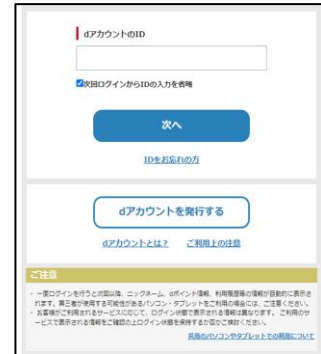 dアカウントのID
次回ログインからIDの入力を省略
次へ
IDをお忘れの方
dアカウントを発行する
dアカウントとは？ ご利用上の注意
ご注意
・ 一度ログインを行うと次回以降、ニックネーム、dポイント情報、利用履歴等の情報が自動的に表示さ
れます。第三者が使用する可能性があるパソコン・タブレットをご利用の場合には、ご注意ください。
・ お客様がご利用されるサービスに応じて、ログイン状態で表示される情報は異なります。ご利用のサ
ービスで表示される情報をご確認の上ログイン状態を保持するか否かご検討ください。
共用のパソコンやタブレットでの利用について